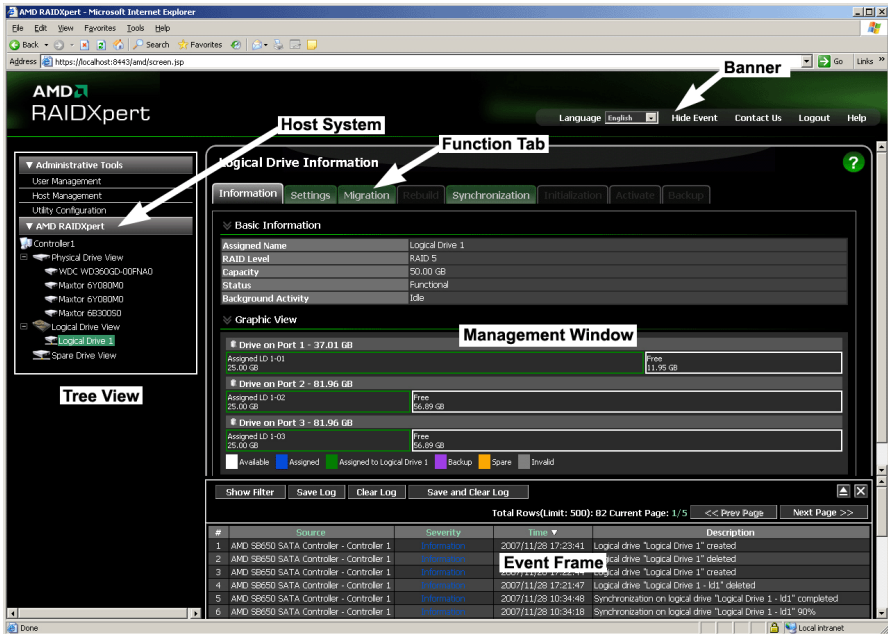 AMD RAIDXpert - Microsoft Internet Explorer
File Edit View Favorites Tools Help
Back Search Favorites
Address https://localhost:8443/amd/screen.jsp Go Links
Banner
AMD
RAIDXpert
Language English Hide Event Contact Us Logout Help
Host System
Function Tab
Administrative Tools
User Management
Host Management
Utility Configuration
AMD RAIDXpert
Controller1
Physical Drive View
WDC WD360GD-00FNA0
Maxtor 6Y080M0
Maxtor 6Y080M0
Maxtor 6B300S0
Logical Drive View
Logical Drive 1
Spare Drive View
Tree View
Logical Drive Information
Information Settings Migration Rebuild Synchronization Initialization Activate Backup
Basic Information
Assigned Name Logical Drive 1
RAID Level RAID 5
Capacity 50.00 GB
Status Functional
Background Activity Idle
Graphic View
Management Window
Drive on Port 1 - 37.01 GB
Assigned LD 1-01 Free
25.00 GB 11.95 GB
Drive on Port 2 - 81.96 GB
Assigned LD 1-02 Free
25.00 GB 56.89 GB
Drive on Port 3 - 81.96 GB
Assigned LD 1-03 Free
25.00 GB 56.89 GB
Available Assigned Assigned to Logical Drive 1 Backup Spare Invalid
Show Filter Save Log Clear Log Save and Clear Log
Total Rows(Limit: 500): 82 Current Page: 1/5 << Prev Page Next Page >>
# Source Severity Time Description
1 AMD SB650 SATA Controller - Controller 1 Information 2007/11/28 17:23:41 Logical drive "Logical Drive 1" created
2 AMD SB650 SATA Controller - Controller 1 Information deleted
Event Frame
3 AMD SB650 SATA Controller - Controller 1 Information created
4 AMD SB650 SATA Controller - Controller 1 Information 2007/11/28 17:21:47 Logical drive "Logical Drive 1 - ld1" deleted
5 AMD SB650 SATA Controller - Controller 1 Information 2007/11/28 10:34:48 Synchronization on logical drive "Logical Drive 1 - ld1" completed
6 AMD SB650 SATA Controller - Controller 1 Information 2007/11/28 10:34:18 Synchronization on logical drive "Logical Drive 1 - ld1" 90%
Done Local intranet